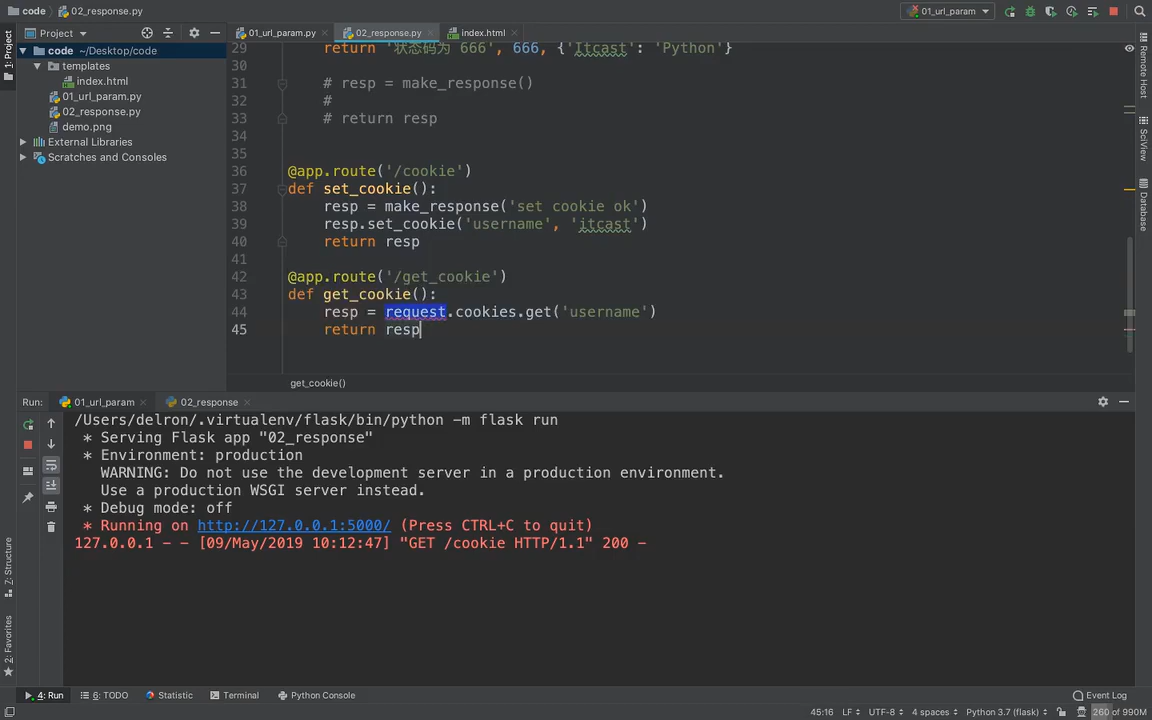 code
02_response.py
01_url_param
Project
01_url_param.py
02_response.py
index.html
1: Project
code ~/Desktop/code
templates
index.html
01_url_param.py
02_response.py
demo.png
External Libraries
Scratches and Consoles
29 return '状态码为 666', 666, {'Itcast': 'Python'}
30
31 # resp = make_response()
32 #
33 # return resp
34
35
36 @app.route('/cookie')
37 def set_cookie():
38 resp = make_response('set cookie ok')
39 resp.set_cookie('username', 'itcast')
40 return resp
41
42 @app.route('/get_cookie')
43 def get_cookie():
44 resp = request.cookies.get('username')
45 return resp
get_cookie()
Remote Host
SciView
Database
Run:
01_url_param
02_response
/Users/delron/.virtualenv/flask/bin/python -m flask run
* Serving Flask app "02_response"
* Environment: production
WARNING: Do not use the development server in a production environment.
Use a production WSGI server instead.
* Debug mode: off
* Running on http://127.0.0.1:5000/ (Press CTRL+C to quit)
127.0.0.1 - - [09/May/2019 10:12:47] "GET /cookie HTTP/1.1" 200 -
7: Structure
2: Favorites
4: Run
6: TODO
Statistic
Terminal
Python Console
Event Log
45:16
LF
UTF-8
4 spaces
Python 3.7 (flask)
260 of 990M